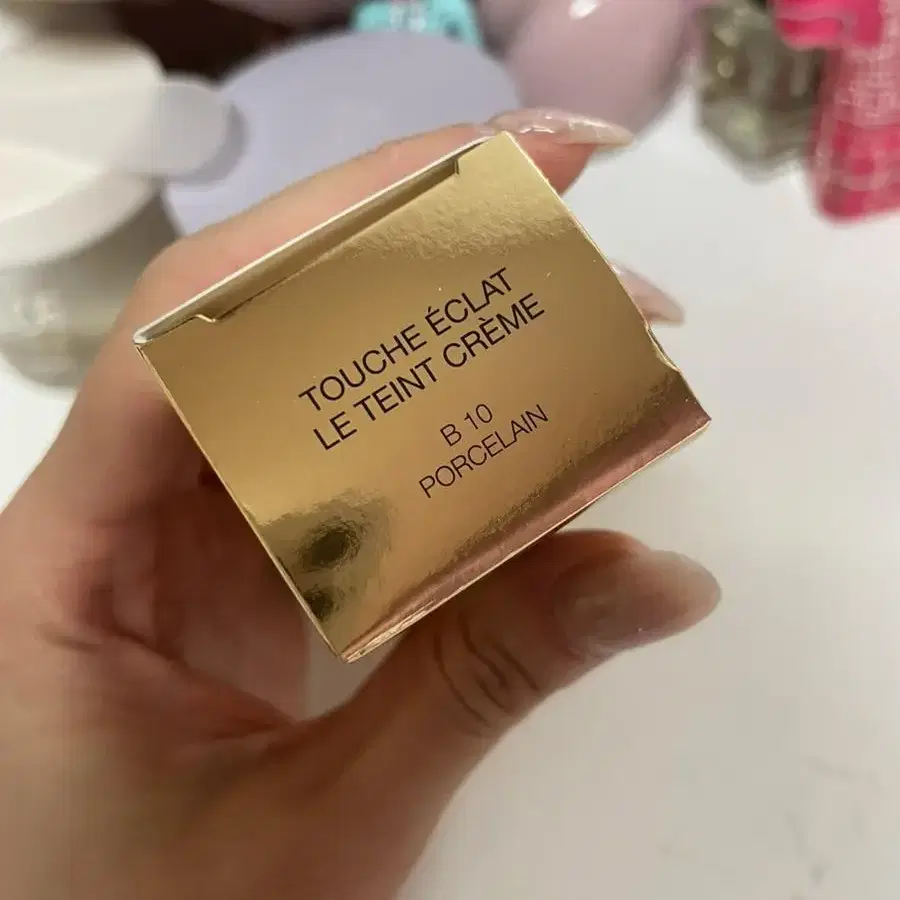 TOUCHE ÉCLAT
LE TEINT CRÈME
B 10
PORCELAIN